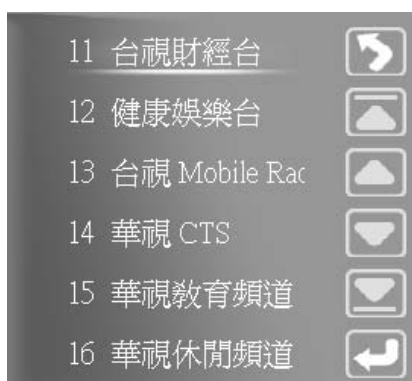 11 台視財經台
12 健康娛樂台
13 台視 Mobile Rac
14 華視 CTS
15 華視教育頻道
16 華視休閒頻道